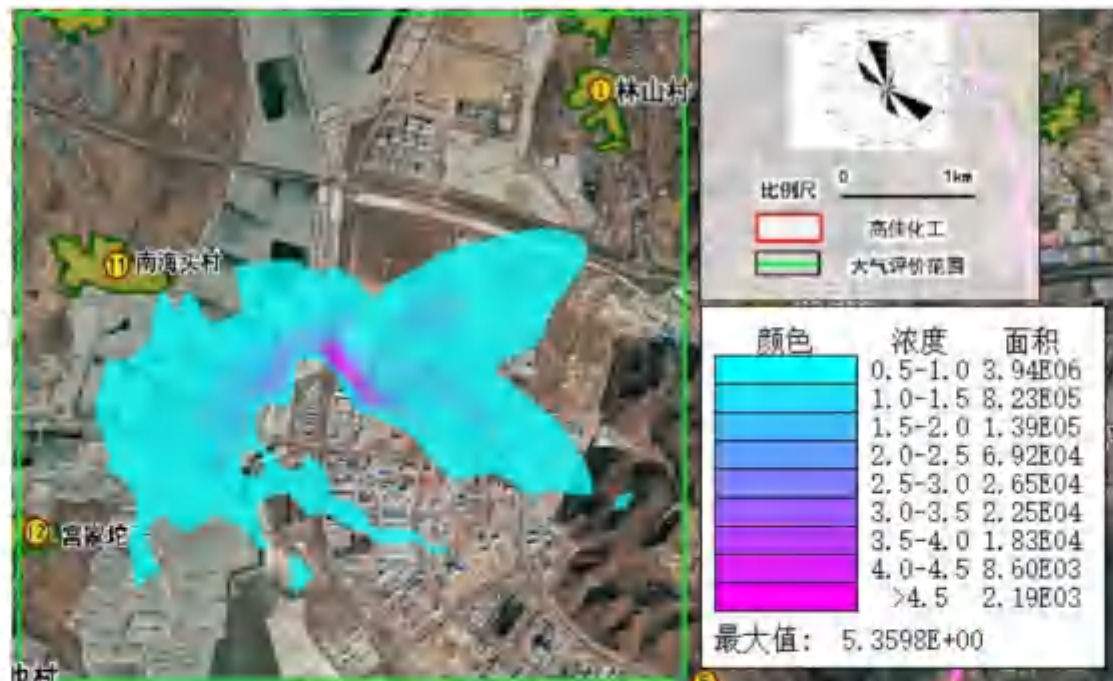 ① 林山村
⑪ 南海头村
⑫ 宫家坨
比例尺 0 1km
高佳化工
大气评价范围
颜色 浓度 面积
0.5-1.0 3.94E06
1.0-1.5 8.23E05
1.5-2.0 1.39E05
2.0-2.5 6.92E04
2.5-3.0 2.65E04
3.0-3.5 2.25E04
3.5-4.0 1.83E04
4.0-4.5 8.60E03
>4.5 2.19E03
最大值: 5.3598E+00